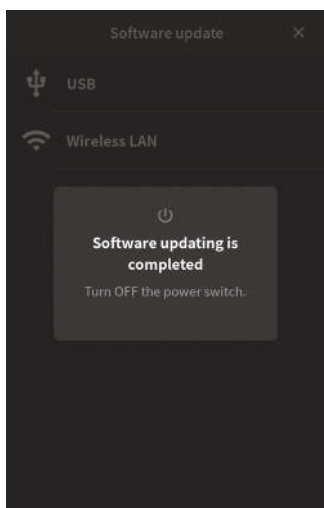 Software update
USB
Wireless LAN
Software updating is
completed
Turn OFF the power switch.